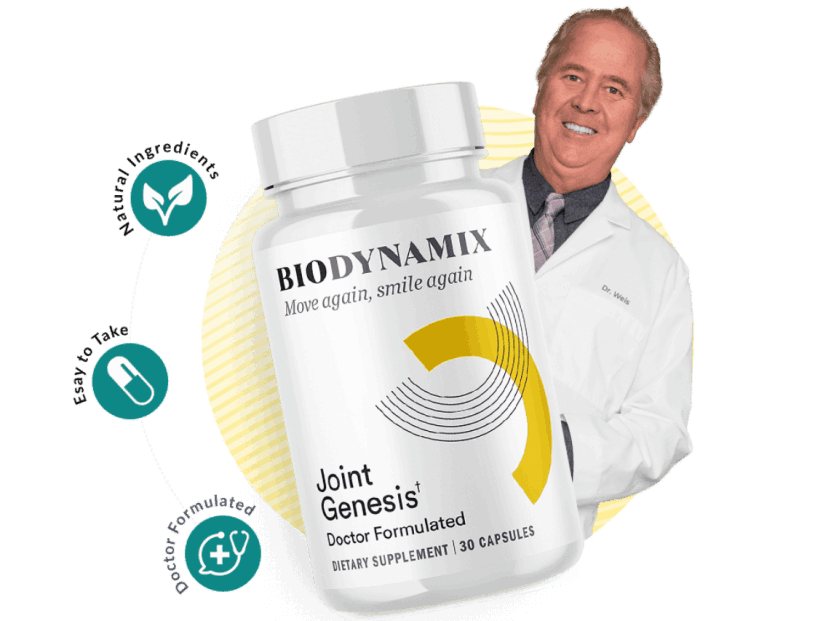 Natural Ingredients
Esay to Take
Doctor Formulated
BIODYNAMIX
Move again, smile again
Joint
Genesis†
Doctor Formulated
DIETARY SUPPLEMENT | 30 CAPSULES
Dr. Weis